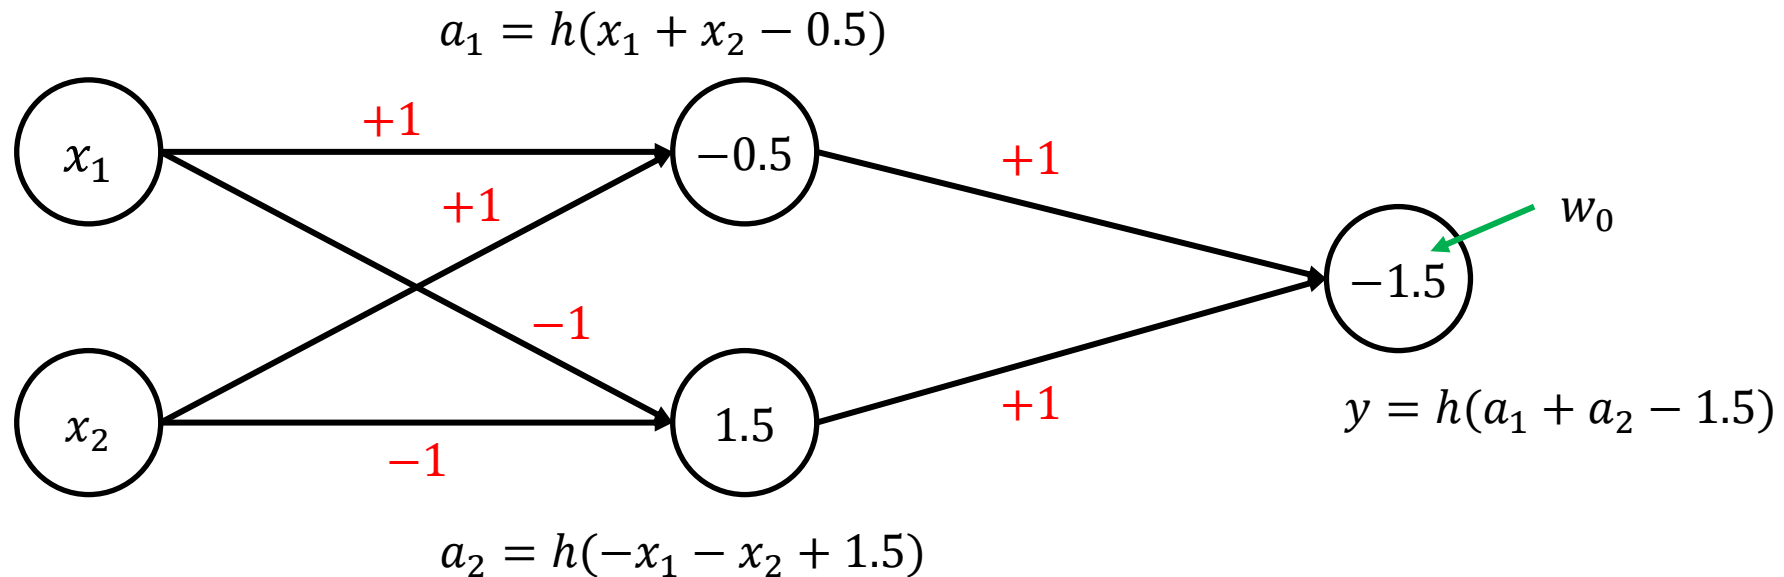 a₁ = h(x₁ + x₂ − 0.5)
x₁
+1
−0.5
+1
+1
w₀
−1.5
−1
x₂
−1
1.5
+1
y = h(a₁ + a₂ − 1.5)
a₂ = h(−x₁ − x₂ + 1.5)